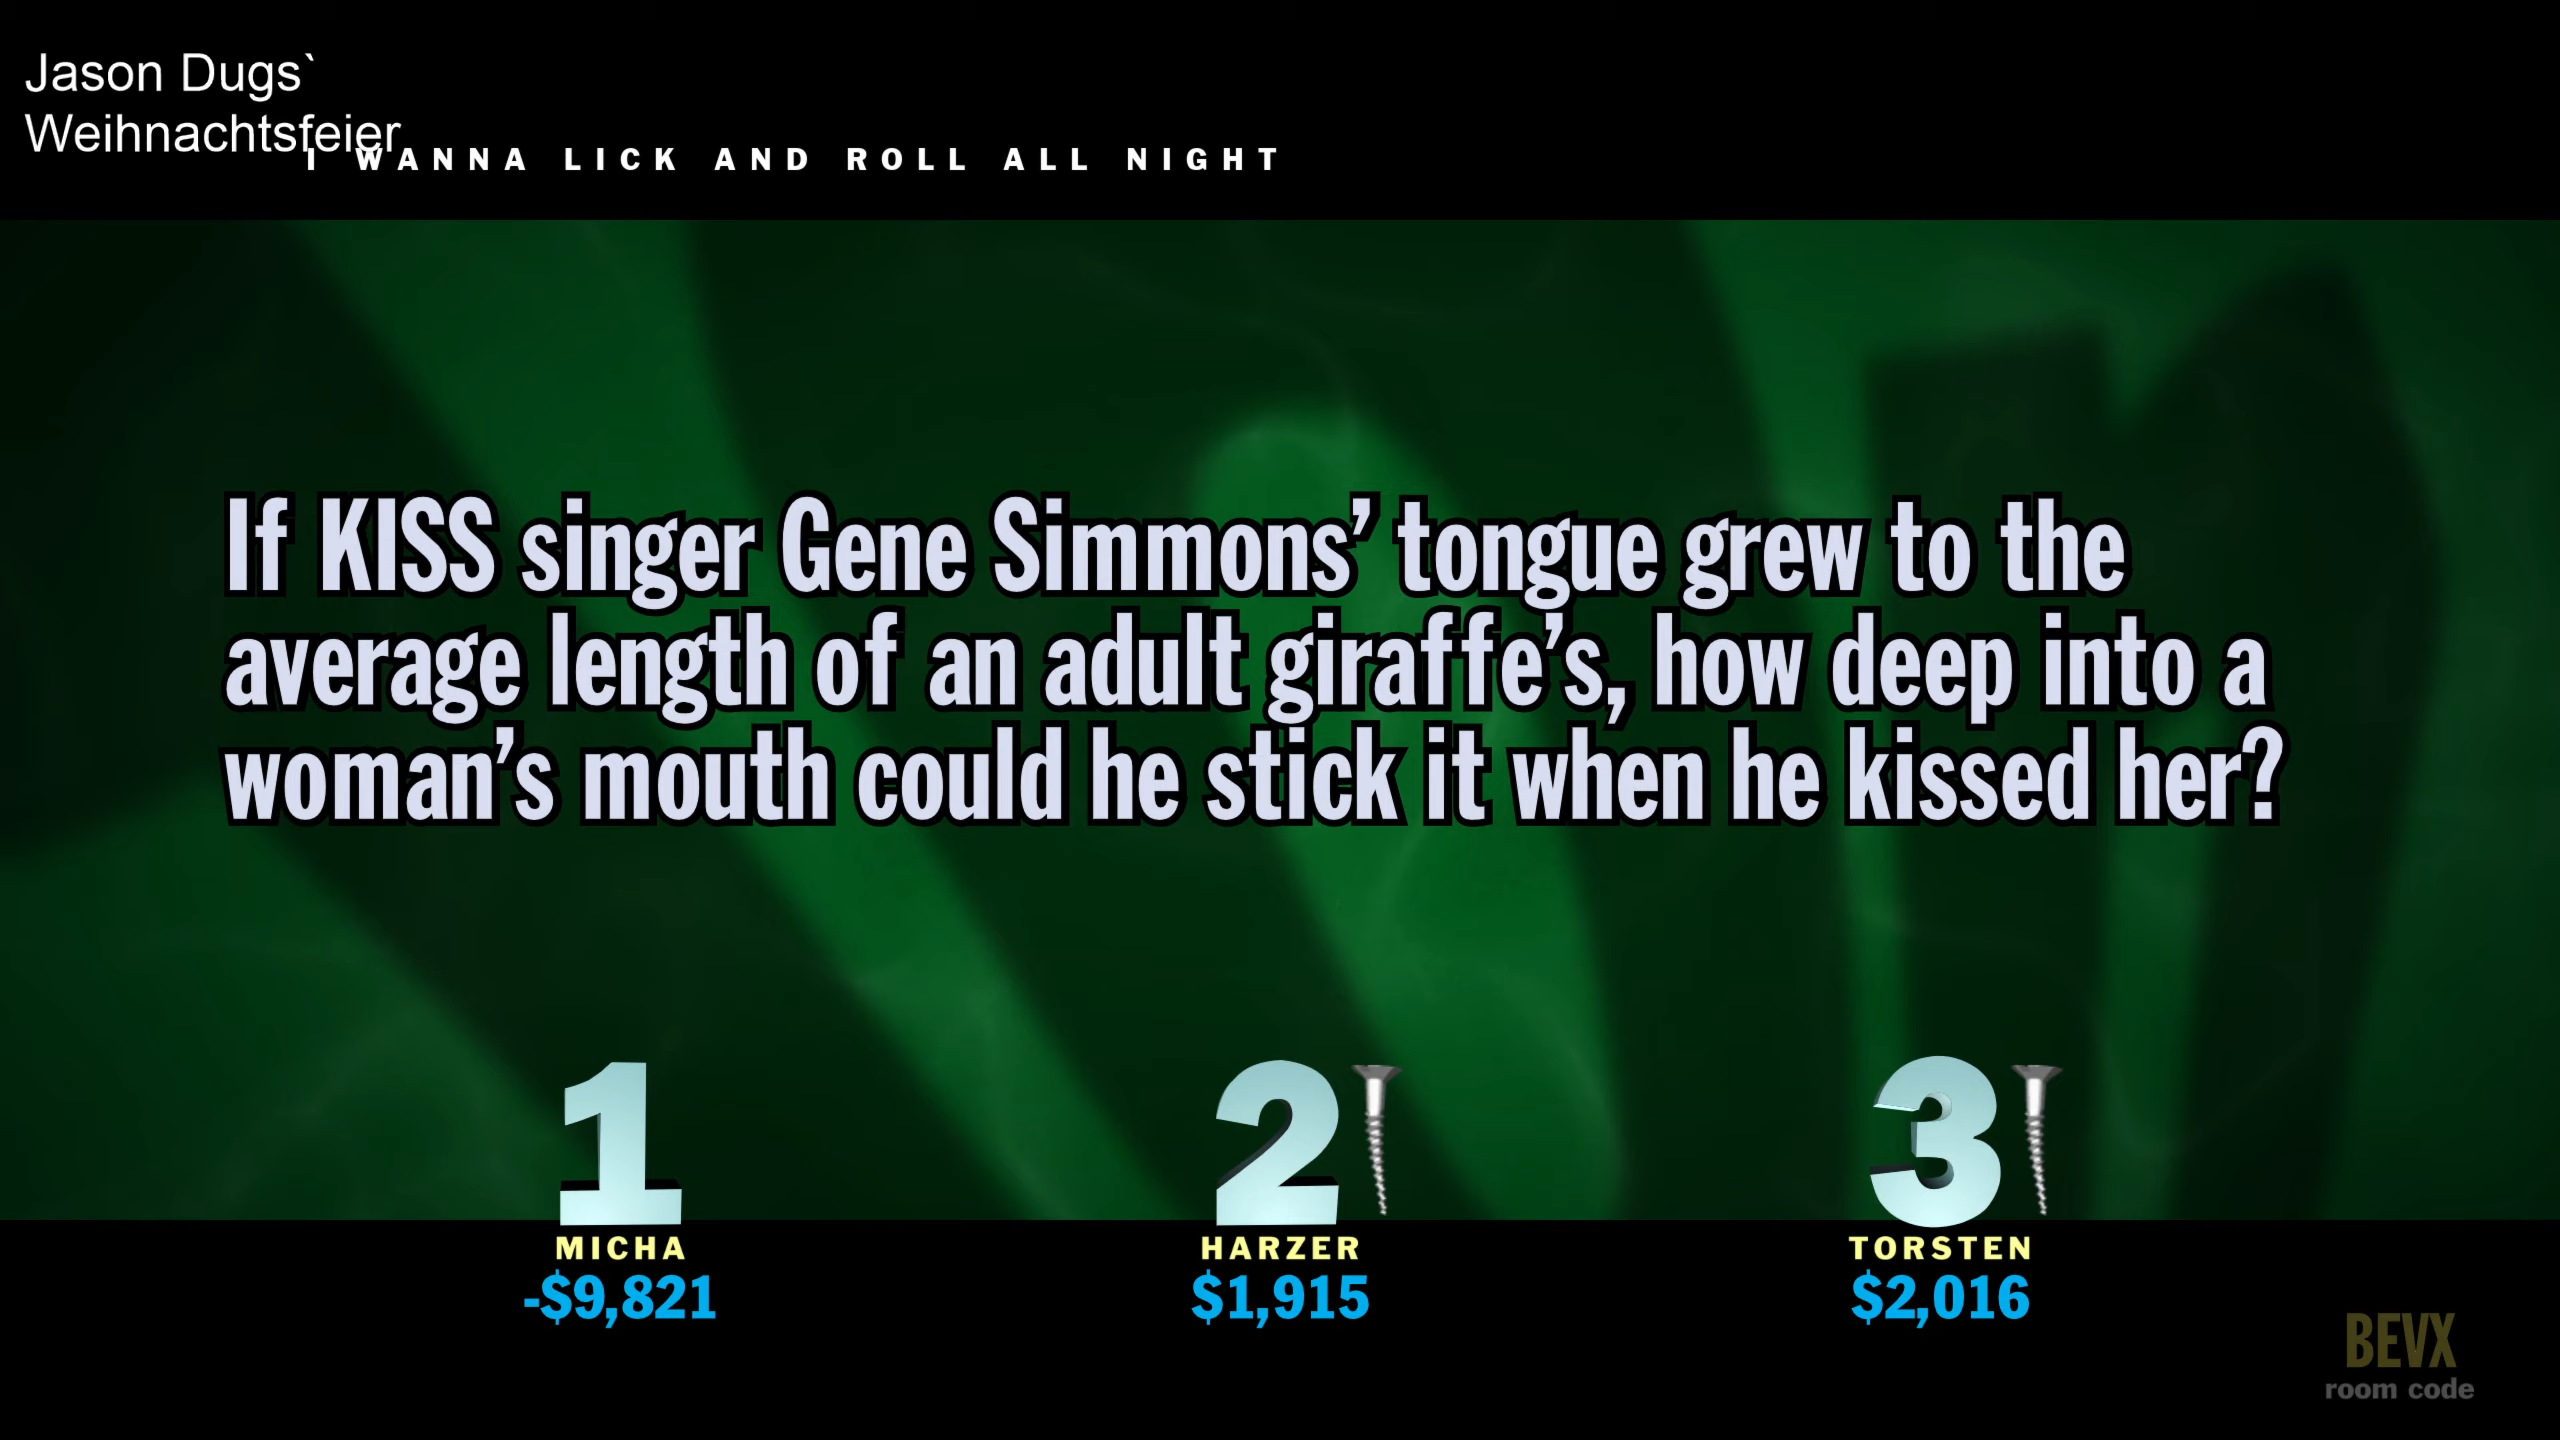 Jason Dugs`
Weihnachtsfeier
I WANNA LICK AND ROLL ALL NIGHT
If KISS singer Gene Simmons’ tongue grew to the
average length of an adult giraffe’s, how deep into a
woman’s mouth could he stick it when he kissed her?
1
MICHA
-$9,821
2
HARZER
$1,915
3
TORSTEN
$2,016
BEVX
room code